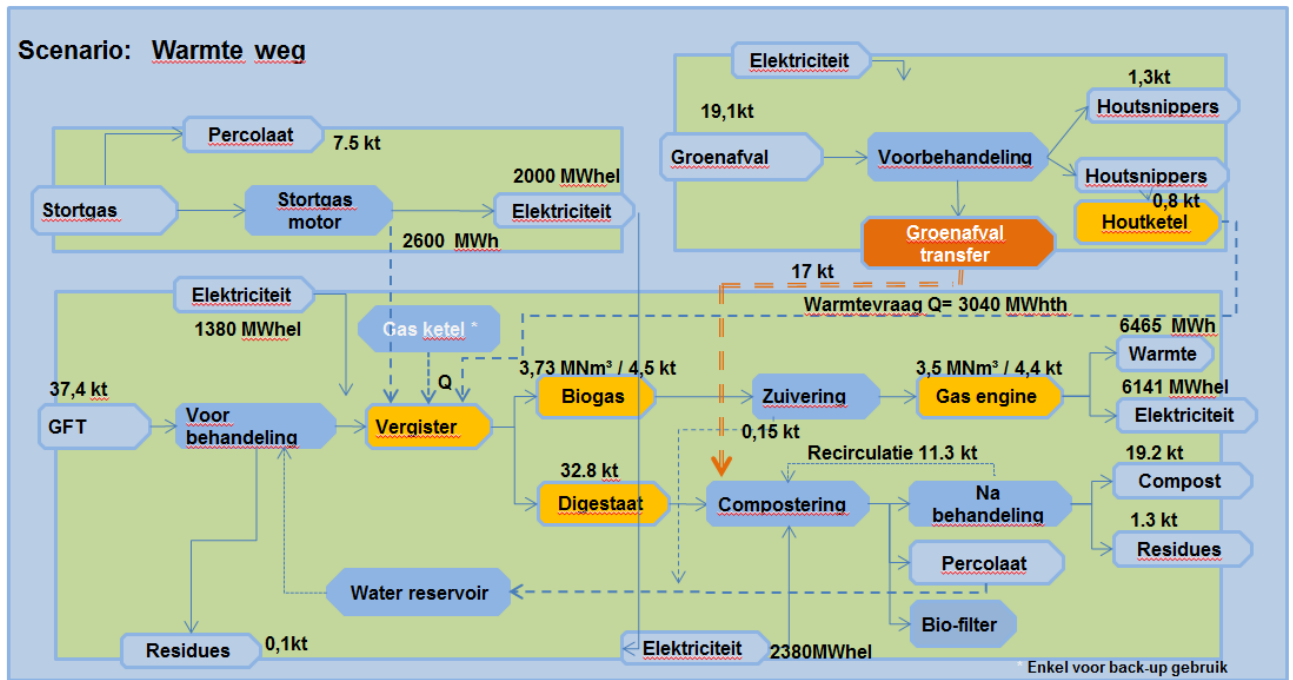 Scenario: Warmte weg
Elektriciteit
1,3kt
Houtsnippers
19,1kt
Groenafval
Voorbehandeling
Houtsnippers
0,8 kt
Houtketel
Groenafval
transfer
17 kt
Percolaat
7.5 kt
2000 MWhel
Stortgas
Stortgas
motor
Elektriciteit
2600 MWh
Elektriciteit
1380 MWhel
Gas ketel *
Q
Warmtevraag Q= 3040 MWhth
6465 MWh
Warmte
6141 MWhel
Elektriciteit
37,4 kt
GFT
Voor
behandeling
Vergister
3,73 MNm³ / 4,5 kt
Biogas
Zuivering
3,5 MNm³ / 4,4 kt
Gas engine
0,15 kt
Recirculatie 11.3 kt
32.8 kt
Digestaat
Compostering
Na
behandeling
19.2 kt
Compost
1.3 kt
Residues
Percolaat
Water reservoir
Bio-filter
Residues
0,1kt
Elektriciteit
2380MWhel
* Enkel voor back-up gebruik